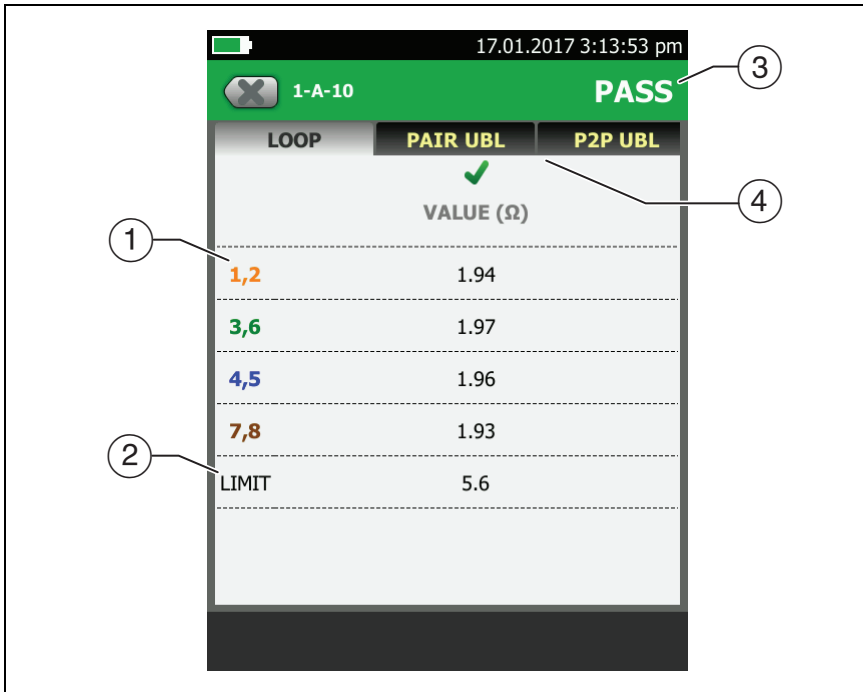 17.01.2017 3:13:53 pm
1-A-10 PASS
3
LOOP PAIR UBL P2P UBL
4
VALUE (Ω)
1
1,2 1.94
3,6 1.97
4,5 1.96
7,8 1.93
2
LIMIT 5.6